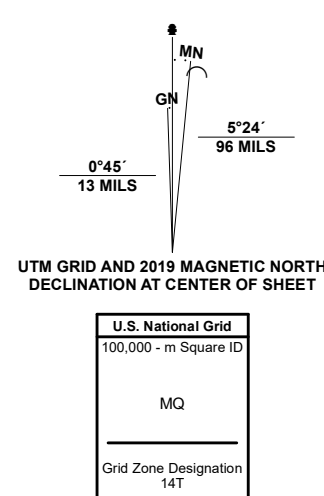 MN
GN
5°24´
96 MILS
0°45´
13 MILS
UTM GRID AND 2019 MAGNETIC NORTH
DECLINATION AT CENTER OF SHEET
U.S. National Grid
100,000 - m Square ID
MQ
Grid Zone Designation
14T